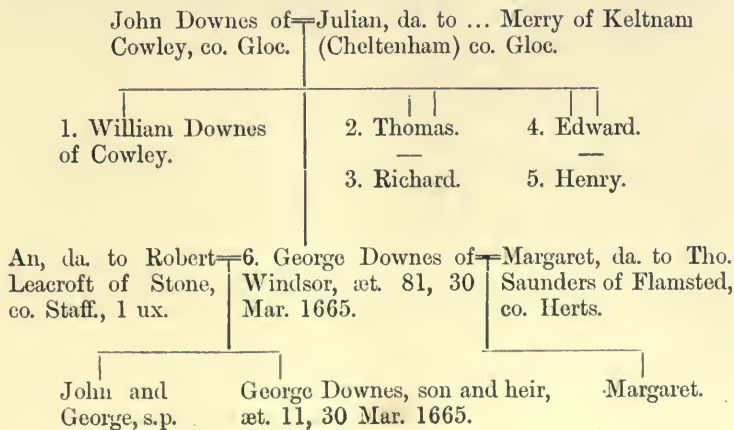 John Downes of Cowley, co. Gloc.
Julian, da. to ... Merry of Keltnam (Cheltenham) co. Gloc.
1. William Downes of Cowley.
2. Thomas.
3. Richard.
4. Edward.
5. Henry.
An, da. to Robert Leacroft of Stone, co. Staff., 1 ux.
6. George Downes of Windsor, æt. 81, 30 Mar. 1665.
Margaret, da. to Tho. Saunders of Flamsted, co. Herts.
John and George, s.p.
George Downes, son and heir, æt. 11, 30 Mar. 1665.
Margaret.